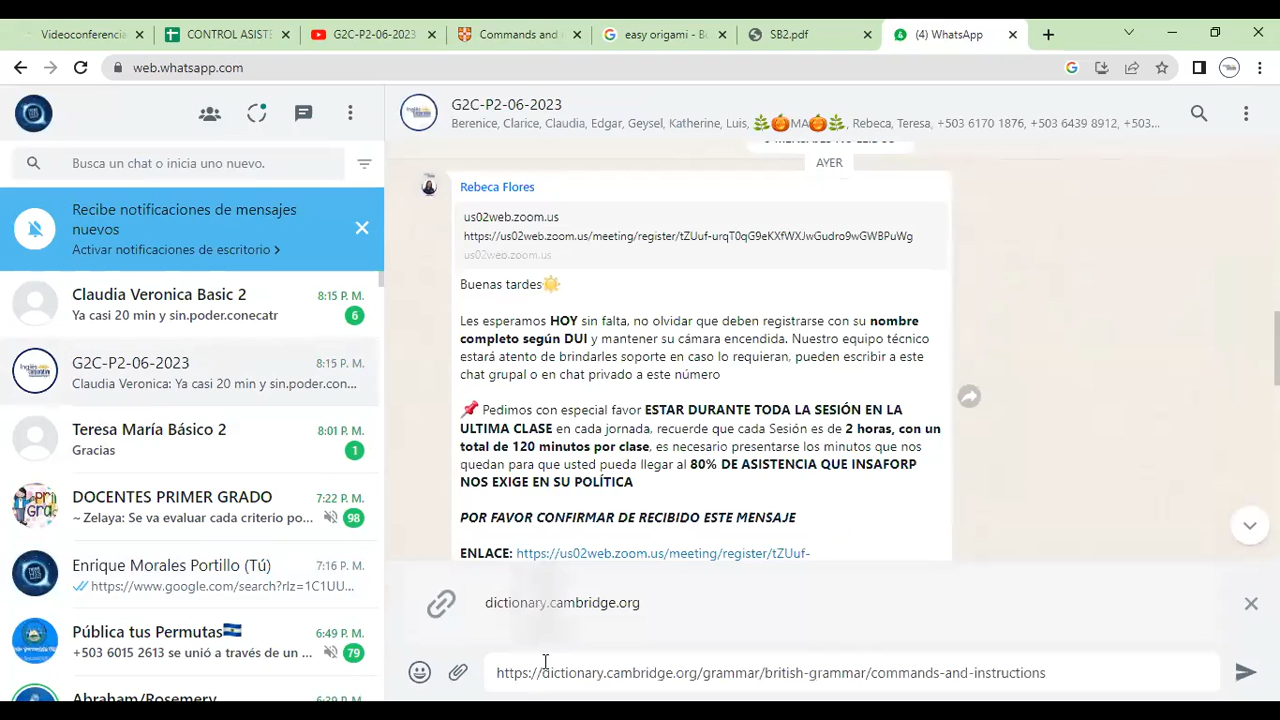 Videoconferencie
CONTROL ASISTE
G2C-P2-06-2023
Commands and
easy origami - Bu
SB2.pdf
(4) WhatsApp
web.whatsapp.com
Busca un chat o inicia uno nuevo.
Recibe notificaciones de mensajes
nuevos
Activar notificaciones de escritorio >
Claudia Veronica Basic 2
8:15 P. M.
Ya casi 20 min y sin.poder.conecatr
6
G2C-P2-06-2023
8:15 P. M.
Claudia Veronica: Ya casi 20 min y sin.poder.con...
Teresa María Básico 2
8:01 P. M.
Gracias
1
DOCENTES PRIMER GRADO
7:22 P. M.
~ Zelaya: Se va evaluar cada criterio po...
98
Enrique Morales Portillo (Tú)
7:16 P. M.
https://www.google.com/search?rlz=1C1UU...
Pública tus Permutas
6:49 P. M.
+503 6015 2613 se unió a través de un ...
79
Abraham/Rosemery
G2C-P2-06-2023
Berenice, Clarice, Claudia, Edgar, Geysel, Katherine, Luis, 🌿🎃MA🎃🌿, Rebeca, Teresa, +503 6170 1876, +503 6439 8912, +503...
AYER
Rebeca Flores
us02web.zoom.us
https://us02web.zoom.us/meeting/register/tZUuf-urqT0qG9eKXfWXJwGudro9wGWBPuWg
us02web.zoom.us
Buenas tardes🌞
Les esperamos HOY sin falta, no olvidar que deben registrarse con su nombre
completo según DUI y mantener su cámara encendida. Nuestro equipo técnico
estará atento de brindarles soporte en caso lo requieran, pueden escribir a este
chat grupal o en chat privado a este número
📌 Pedimos con especial favor ESTAR DURANTE TODA LA SESIÓN EN LA
ULTIMA CLASE en cada jornada, recuerde que cada Sesión es de 2 horas, con un
total de 120 minutos por clase, es necesario presentarse los minutos que nos
quedan para que usted pueda llegar al 80% DE ASISTENCIA QUE INSAFORP
NOS EXIGE EN SU POLÍTICA
POR FAVOR CONFIRMAR DE RECIBIDO ESTE MENSAJE
ENLACE: https://us02web.zoom.us/meeting/register/tZUuf-
dictionary.cambridge.org
https://dictionary.cambridge.org/grammar/british-grammar/commands-and-instructions